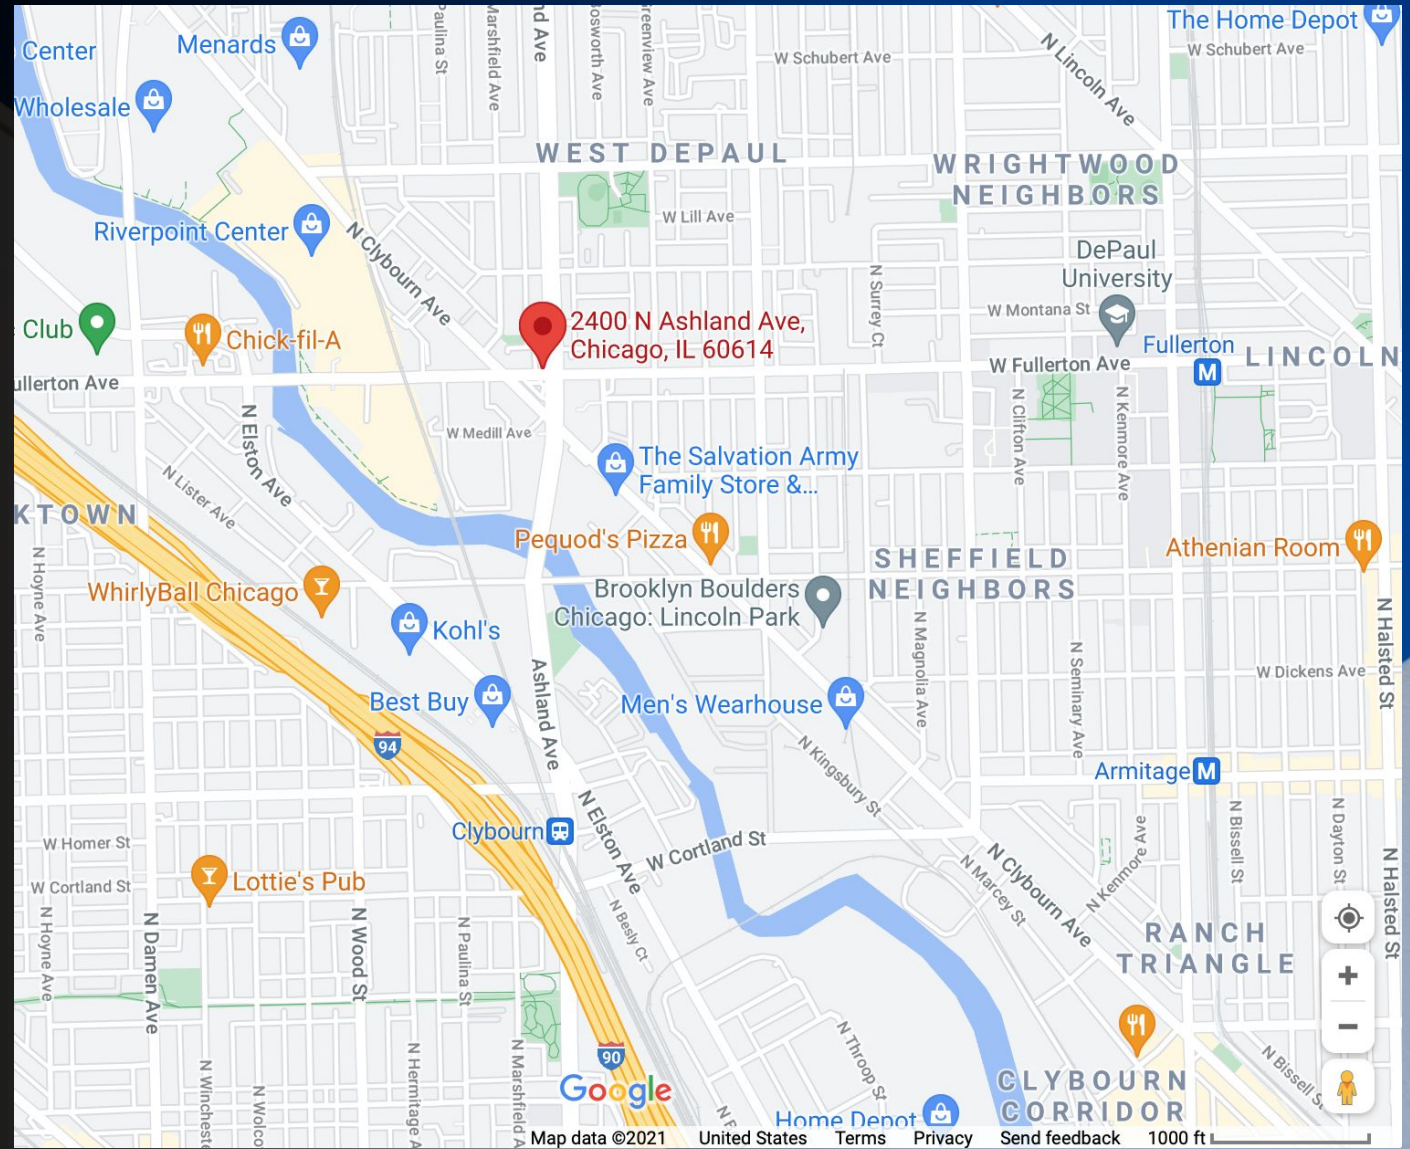 The Home Depot
Center
Menards
Paulina St
Marshfield Ave
nd Ave
Bosworth Ave
Greenview Ave
W Schubert Ave
N Lincoln Ave
W Schubert Ave
Wholesale
WEST DEPAUL
WRIGHTWOOD
NEIGHBORS
Riverpoint Center
N Clybourn Ave
W Lill Ave
N Surrey Ct
DePaul
University
W Montana St
Club
Chick-fil-A
2400 N Ashland Ave,
Chicago, IL 60614
Fullerton
LINCOLN
W Fullerton Ave
ullerton Ave
N Elston Ave
W Medill Ave
N Clifton Ave
N Kenmore Ave
The Salvation Army
Family Store &...
N Lister Ave
KTOWN
Pequod's Pizza
Athenian Room
SHEFFIELD
NEIGHBORS
N Hoyne Ave
WhirlyBall Chicago
Brooklyn Boulders
Chicago: Lincoln Park
Kohl's
N Magnolia Ave
N Seminary Ave
N Halsted St
W Dickens Ave
Ashland Ave
Best Buy
Men's Wearhouse
94
N Kingsbury St
Armitage M
Clybourn
N Elston Ave
W Cortland St
W Homer St
N Bissell St
N Dayton St
N Kenmore Ave
N Clybourn Ave
N Marcey St
N Halsted St
W Cortland St
Lottie's Pub
N Hoyne Ave
N Damen Ave
N Wood St
N Paulina St
N Besly Ct
RANCH
TRIANGLE
N Throop St
N Bissell St
90
N Wincheste
N Wolco
N Hermitage A
N Marshfield A
Google
CLYBOURN
CORRIDOR
Home Depot
Map data ©2021 United States Terms Privacy Send feedback 1000 ft